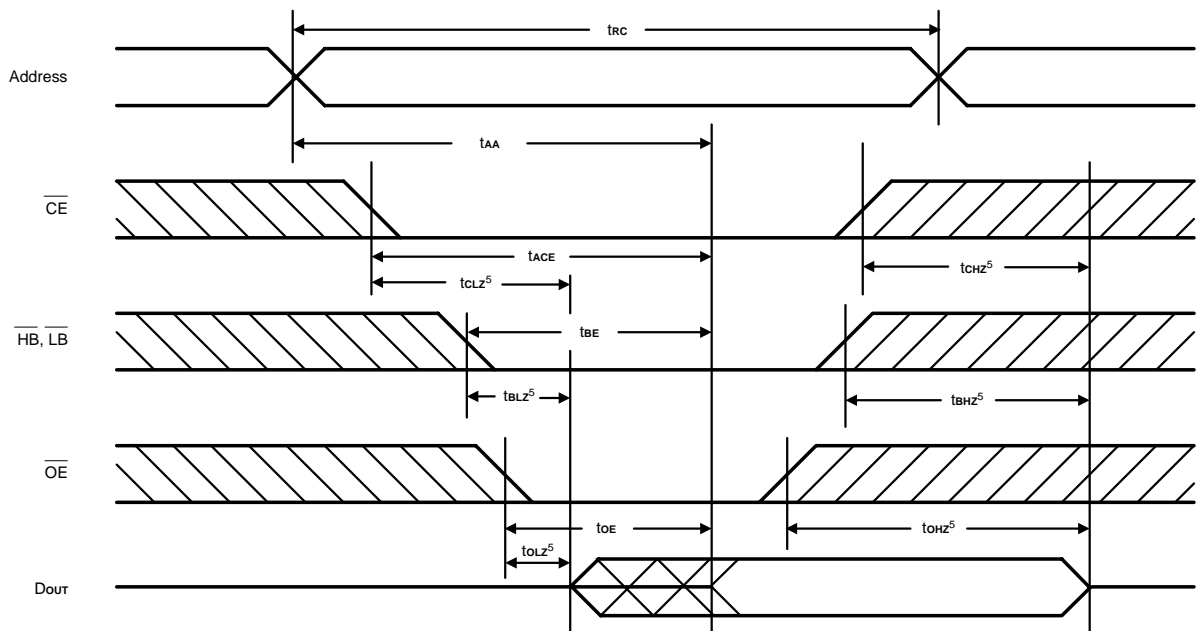 tRC
Address
tAA
CE
tACE
tCHZ5
tCLZ5
HB, LB
tBE
tBLZ5
tBHZ5
OE
tOE
tOHZ5
tOLZ5
DOUT